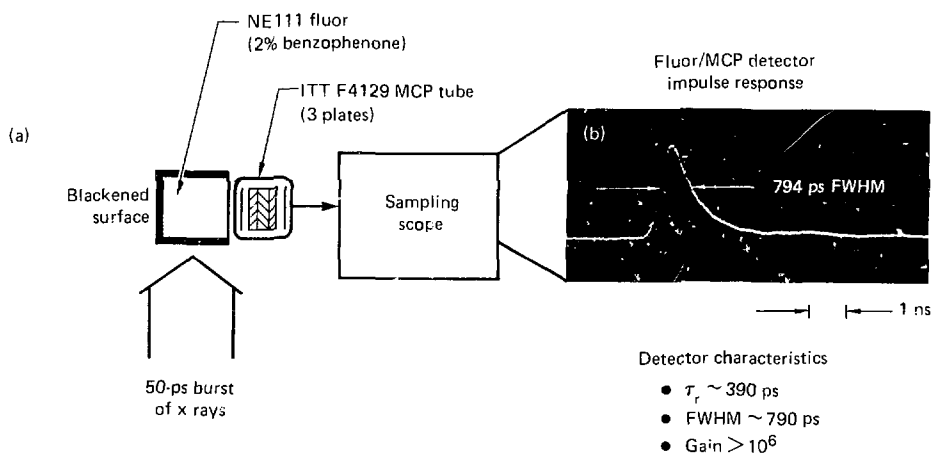 NE111 fluor
(2% benzophenone)
ITT F4129 MCP tube
(3 plates)
Fluor/MCP detector
impulse response
(a)
(b)
Blackened
surface
Sampling
scope
794 ps FWHM
1 ns
50-ps burst
of x rays
Detector characteristics
• τr ~ 390 ps
• FWHM ~ 790 ps
• Gain > 10⁶